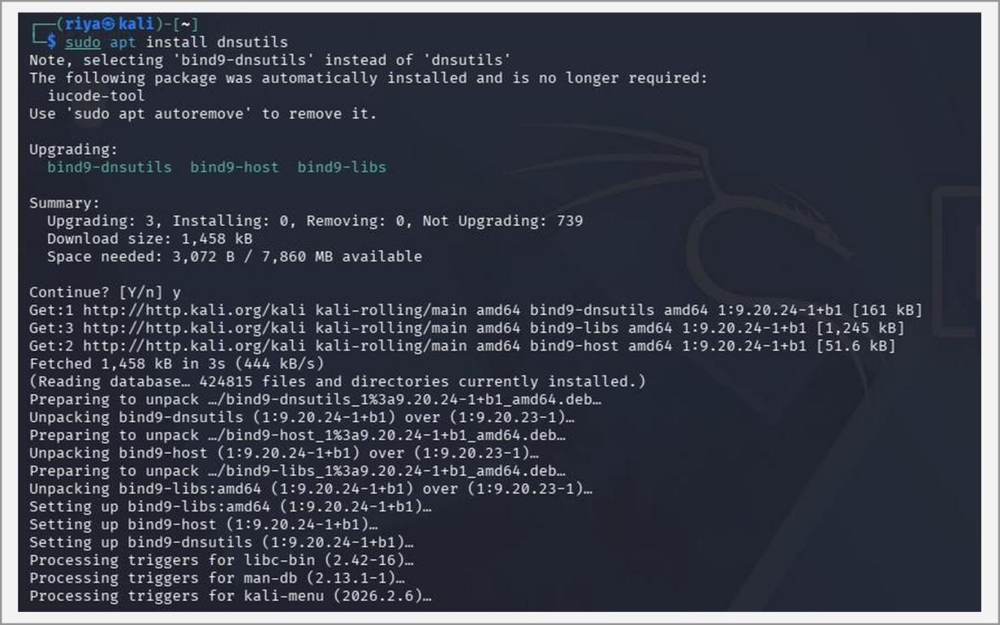 ┌──(riya㉿kali)-[~]
└─$ sudo apt install dnsutils
Note, selecting 'bind9-dnsutils' instead of 'dnsutils'
The following package was automatically installed and is no longer required:
  iucode-tool
Use 'sudo apt autoremove' to remove it.

Upgrading:
  bind9-dnsutils  bind9-host  bind9-libs

Summary:
  Upgrading: 3, Installing: 0, Removing: 0, Not Upgrading: 739
  Download size: 1,458 kB
  Space needed: 3,072 B / 7,860 MB available

Continue? [Y/n] y
Get:1 http://http.kali.org/kali kali-rolling/main amd64 bind9-dnsutils amd64 1:9.20.24-1+b1 [161 kB]
Get:3 http://http.kali.org/kali kali-rolling/main amd64 bind9-libs amd64 1:9.20.24-1+b1 [1,245 kB]
Get:2 http://http.kali.org/kali kali-rolling/main amd64 bind9-host amd64 1:9.20.24-1+b1 [51.6 kB]
Fetched 1,458 kB in 3s (444 kB/s)
(Reading database… 424815 files and directories currently installed.)
Preparing to unpack …/bind9-dnsutils_1%3a9.20.24-1+b1_amd64.deb…
Unpacking bind9-dnsutils (1:9.20.24-1+b1) over (1:9.20.23-1)…
Preparing to unpack …/bind9-host_1%3a9.20.24-1+b1_amd64.deb…
Unpacking bind9-host (1:9.20.24-1+b1) over (1:9.20.23-1)…
Preparing to unpack …/bind9-libs_1%3a9.20.24-1+b1_amd64.deb…
Unpacking bind9-libs:amd64 (1:9.20.24-1+b1) over (1:9.20.23-1)…
Setting up bind9-libs:amd64 (1:9.20.24-1+b1)…
Setting up bind9-host (1:9.20.24-1+b1)…
Setting up bind9-dnsutils (1:9.20.24-1+b1)…
Processing triggers for libc-bin (2.42-16)…
Processing triggers for man-db (2.13.1-1)…
Processing triggers for kali-menu (2026.2.6)…